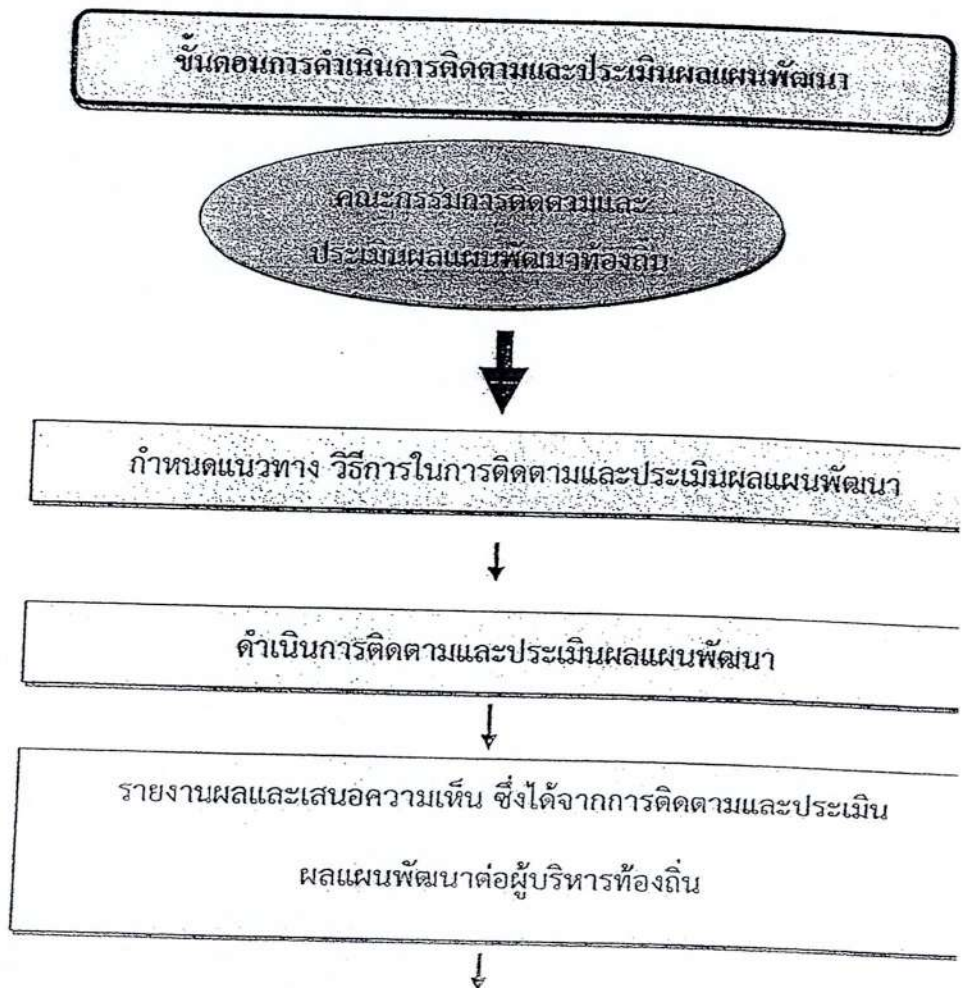 ขั้นตอนการดำเนินการติดตามและประเมินผลแผนพัฒนา
คณะกรรมการติดตามและ
ประเมินผลแผนพัฒนาท้องถิ่น
กำหนดแนวทาง วิธีการในการติดตามและประเมินผลแผนพัฒนา
ดำเนินการติดตามและประเมินผลแผนพัฒนา
รายงานผลและเสนอความเห็น ซึ่งได้จากการติดตามและประเมิน
ผลแผนพัฒนาต่อผู้บริหารท้องถิ่น